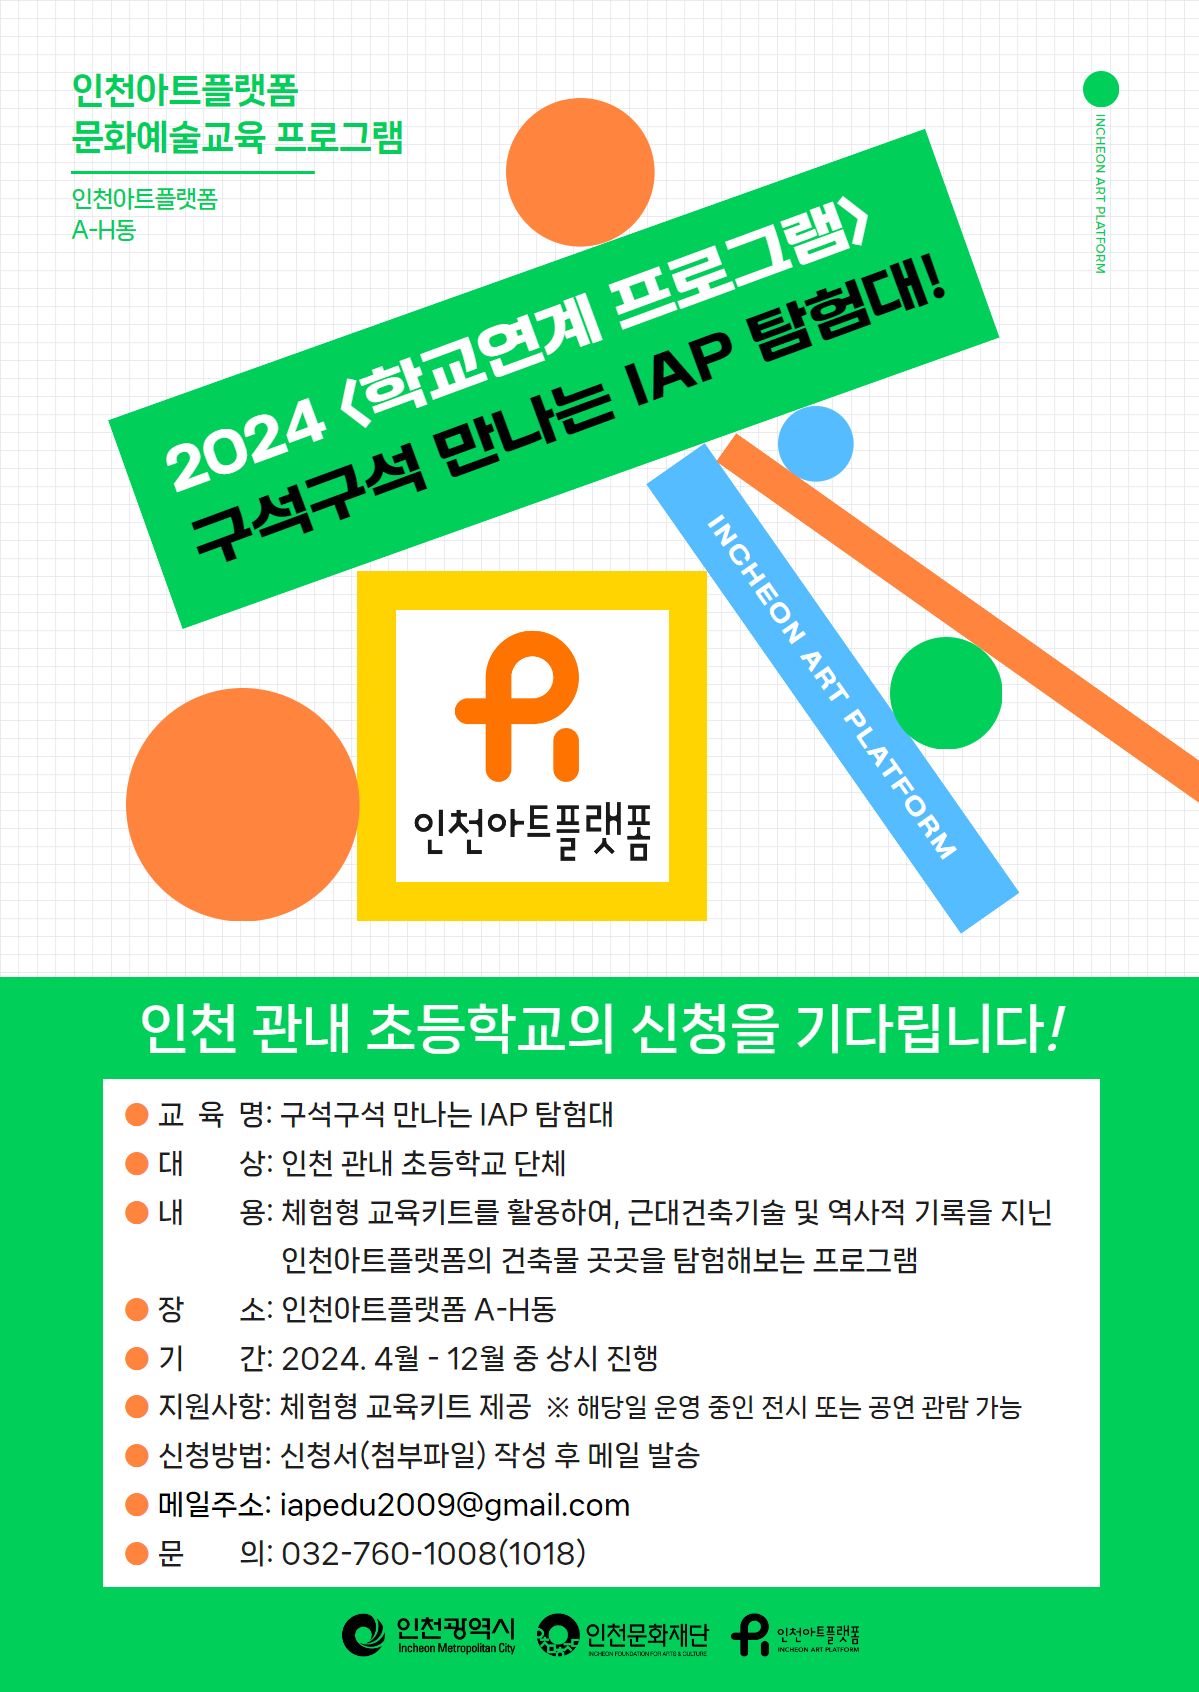 인천아트플랫폼
문화예술교육 프로그램
인천아트플랫폼
A-H동
INCHEON ART PLATFORM
2024 <학교연계 프로그램>
구석구석 만나는 IAP 탐험대!
INCHEON ART PLATFORM
인천아트플랫폼
인천 관내 초등학교의 신청을 기다립니다!
교 육 명: 구석구석 만나는 IAP 탐험대
대 상: 인천 관내 초등학교 단체
내 용: 체험형 교육키트를 활용하여, 근대건축기술 및 역사적 기록을 지닌
인천아트플랫폼의 건축물 곳곳을 탐험해보는 프로그램
장 소: 인천아트플랫폼 A-H동
기 간: 2024. 4월 - 12월 중 상시 진행
지원사항: 체험형 교육키트 제공 ※ 해당일 운영 중인 전시 또는 공연 관람 가능
신청방법: 신청서(첨부파일) 작성 후 메일 발송
메일주소: iapedu2009@gmail.com
문 의: 032-760-1008(1018)
인천광역시
Incheon Metropolitan City
인천문화재단
INCHEON FOUNDATION FOR ARTS & CULTURE
인천아트플랫폼
INCHEON ART PLATFORM